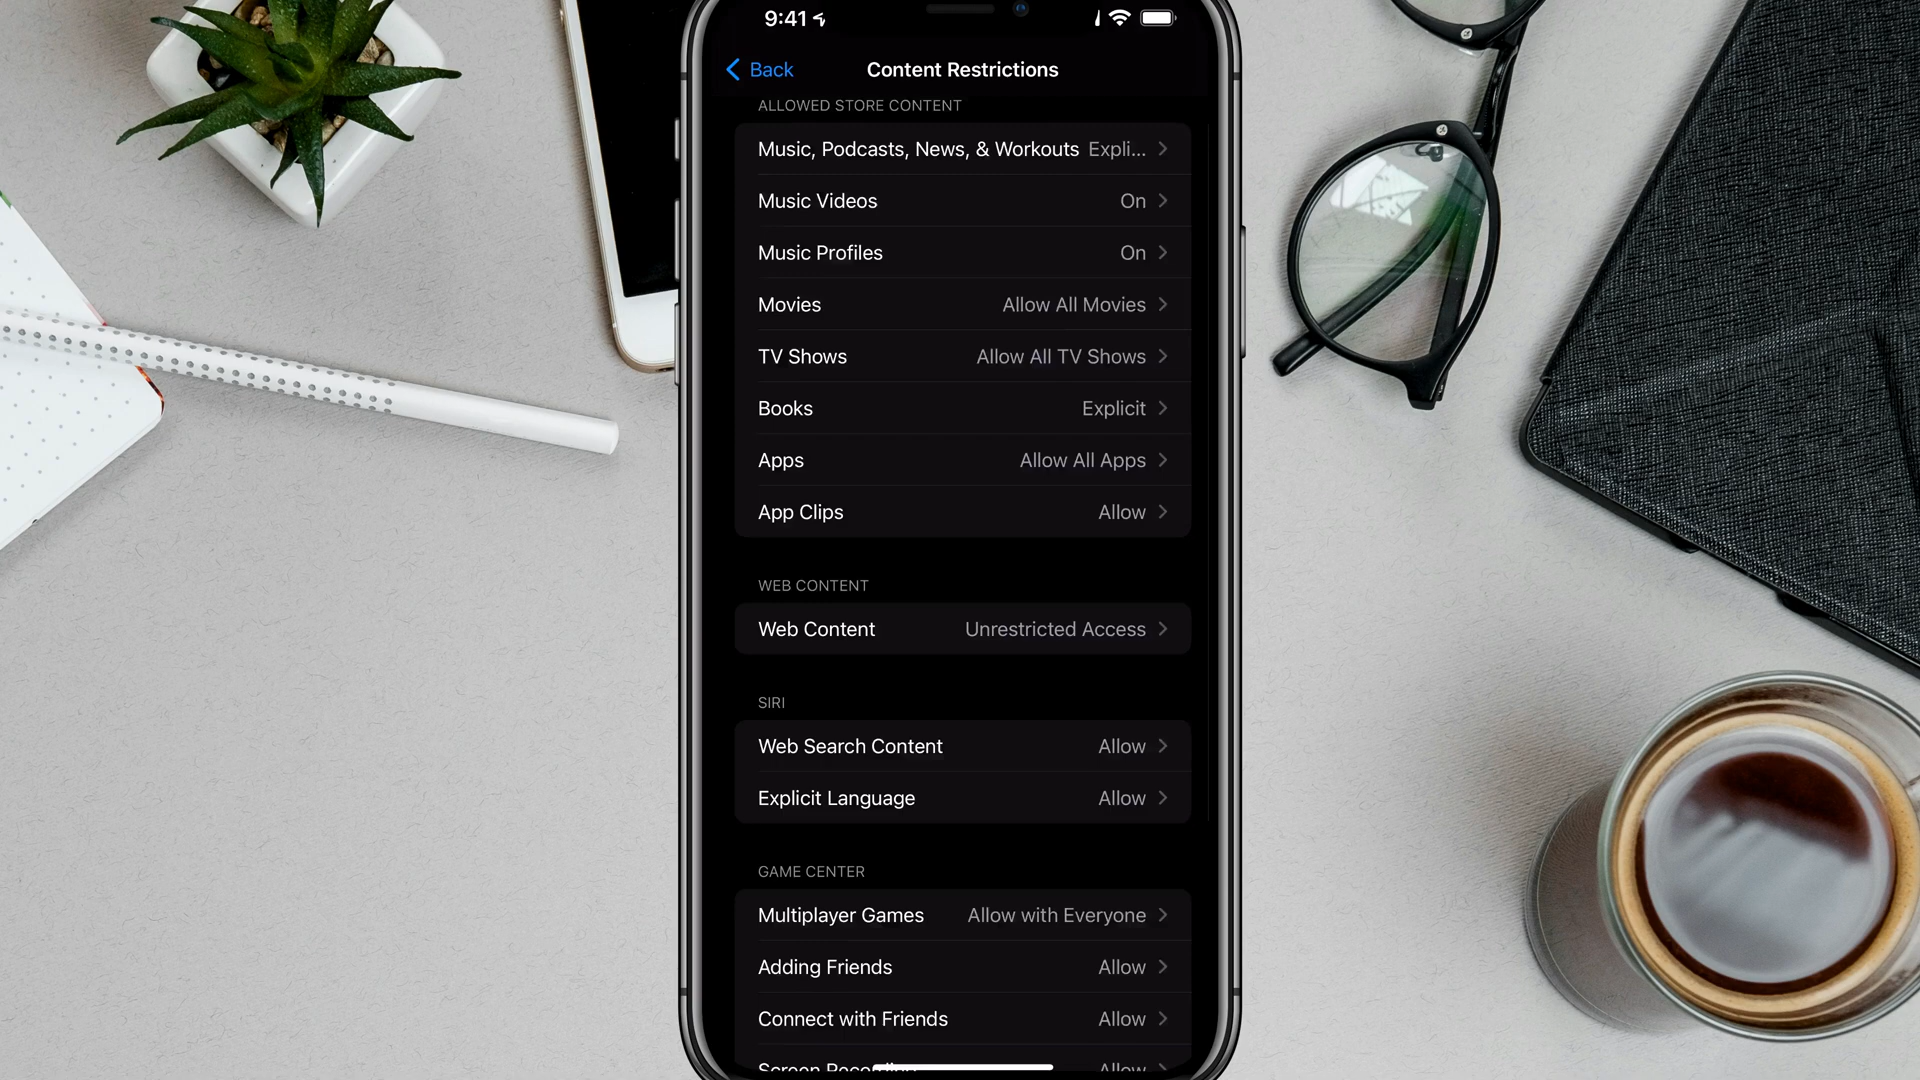 9:41
Back
Content Restrictions
ALLOWED STORE CONTENT
Music, Podcasts, News, & Workouts Expli...
Music Videos On
Music Profiles On
Movies Allow All Movies
TV Shows Allow All TV Shows
Books Explicit
Apps Allow All Apps
App Clips Allow
WEB CONTENT
Web Content Unrestricted Access
SIRI
Web Search Content Allow
Explicit Language Allow
GAME CENTER
Multiplayer Games Allow with Everyone
Adding Friends Allow
Connect with Friends Allow
Screen Recording Allow